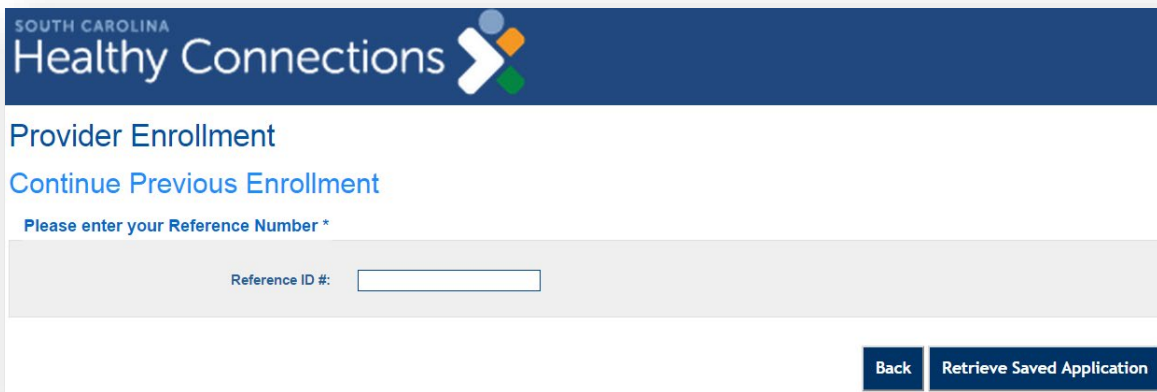 SOUTH CAROLINA
Healthy Connections
Provider Enrollment
Continue Previous Enrollment
Please enter your Reference Number *
Reference ID #:
Back Retrieve Saved Application